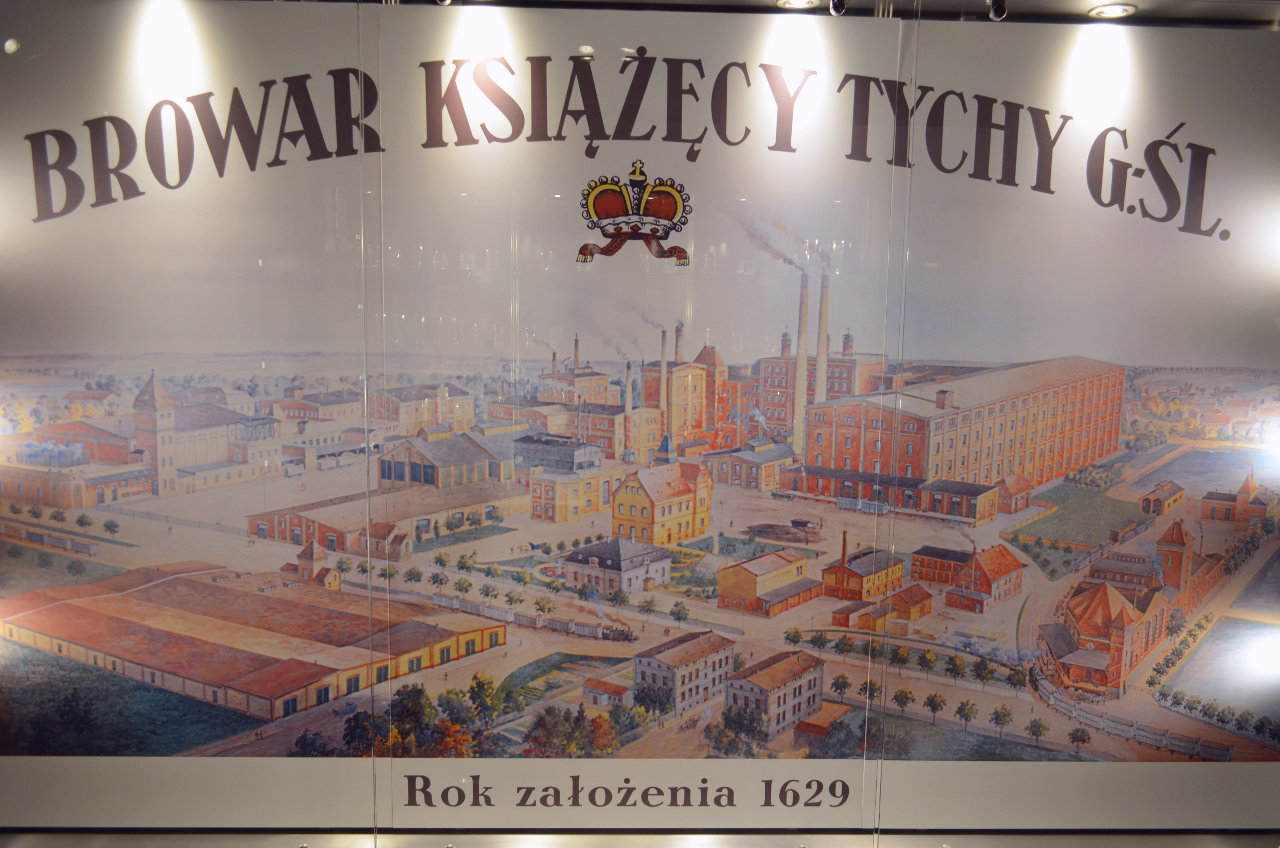 BROWAR KSIĄŻĘCY TYCHY G.-ŚL.
Rok założenia 1629